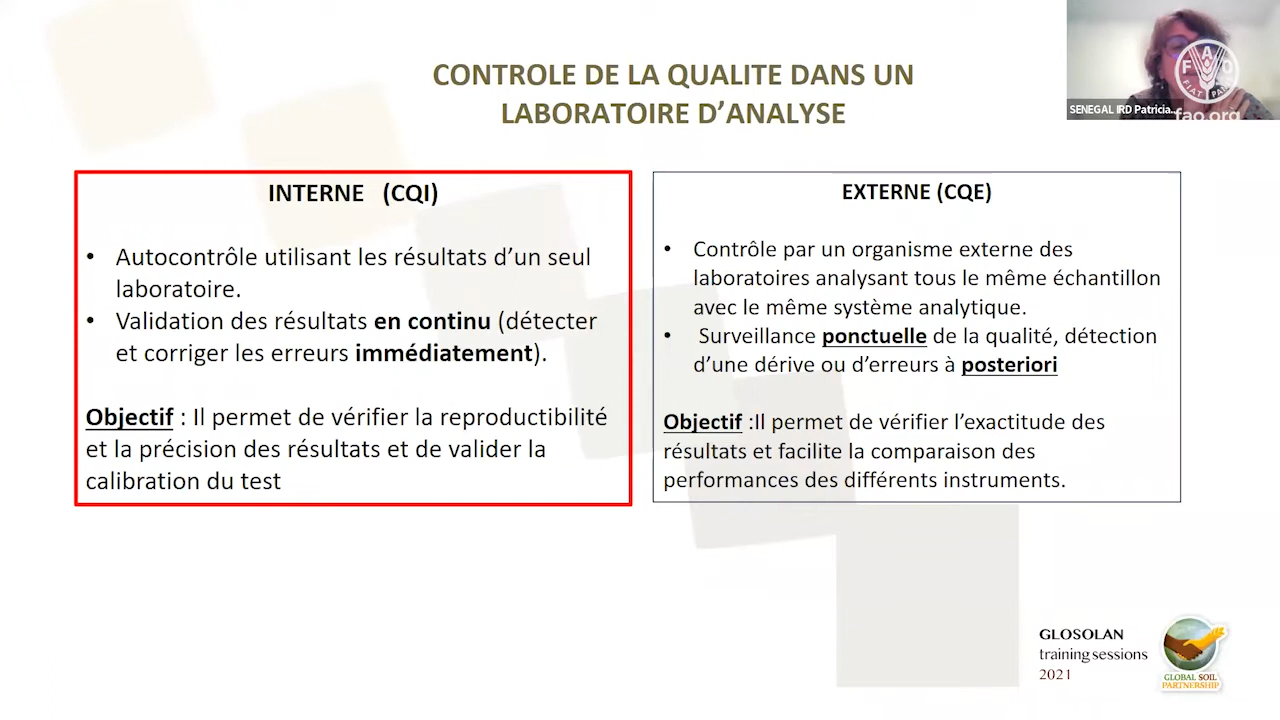 CONTROLE DE LA QUALITE DANS UN
LABORATOIRE D’ANALYSE
SENEGAL IRD Patricia...
FAO
FIAT PANIS
fao.org
INTERNE (CQI)
• Autocontrôle utilisant les résultats d’un seul
laboratoire.
• Validation des résultats en continu (détecter
et corriger les erreurs immédiatement).
Objectif : Il permet de vérifier la reproductibilité
et la précision des résultats et de valider la
calibration du test
EXTERNE (CQE)
• Contrôle par un organisme externe des
laboratoires analysant tous le même échantillon
avec le même système analytique.
• Surveillance ponctuelle de la qualité, détection
d’une dérive ou d’erreurs à posteriori
Objectif :Il permet de vérifier l’exactitude des
résultats et facilite la comparaison des
performances des différents instruments.
GLOSOLAN
training sessions
2021
GLOBAL SOIL
PARTNERSHIP